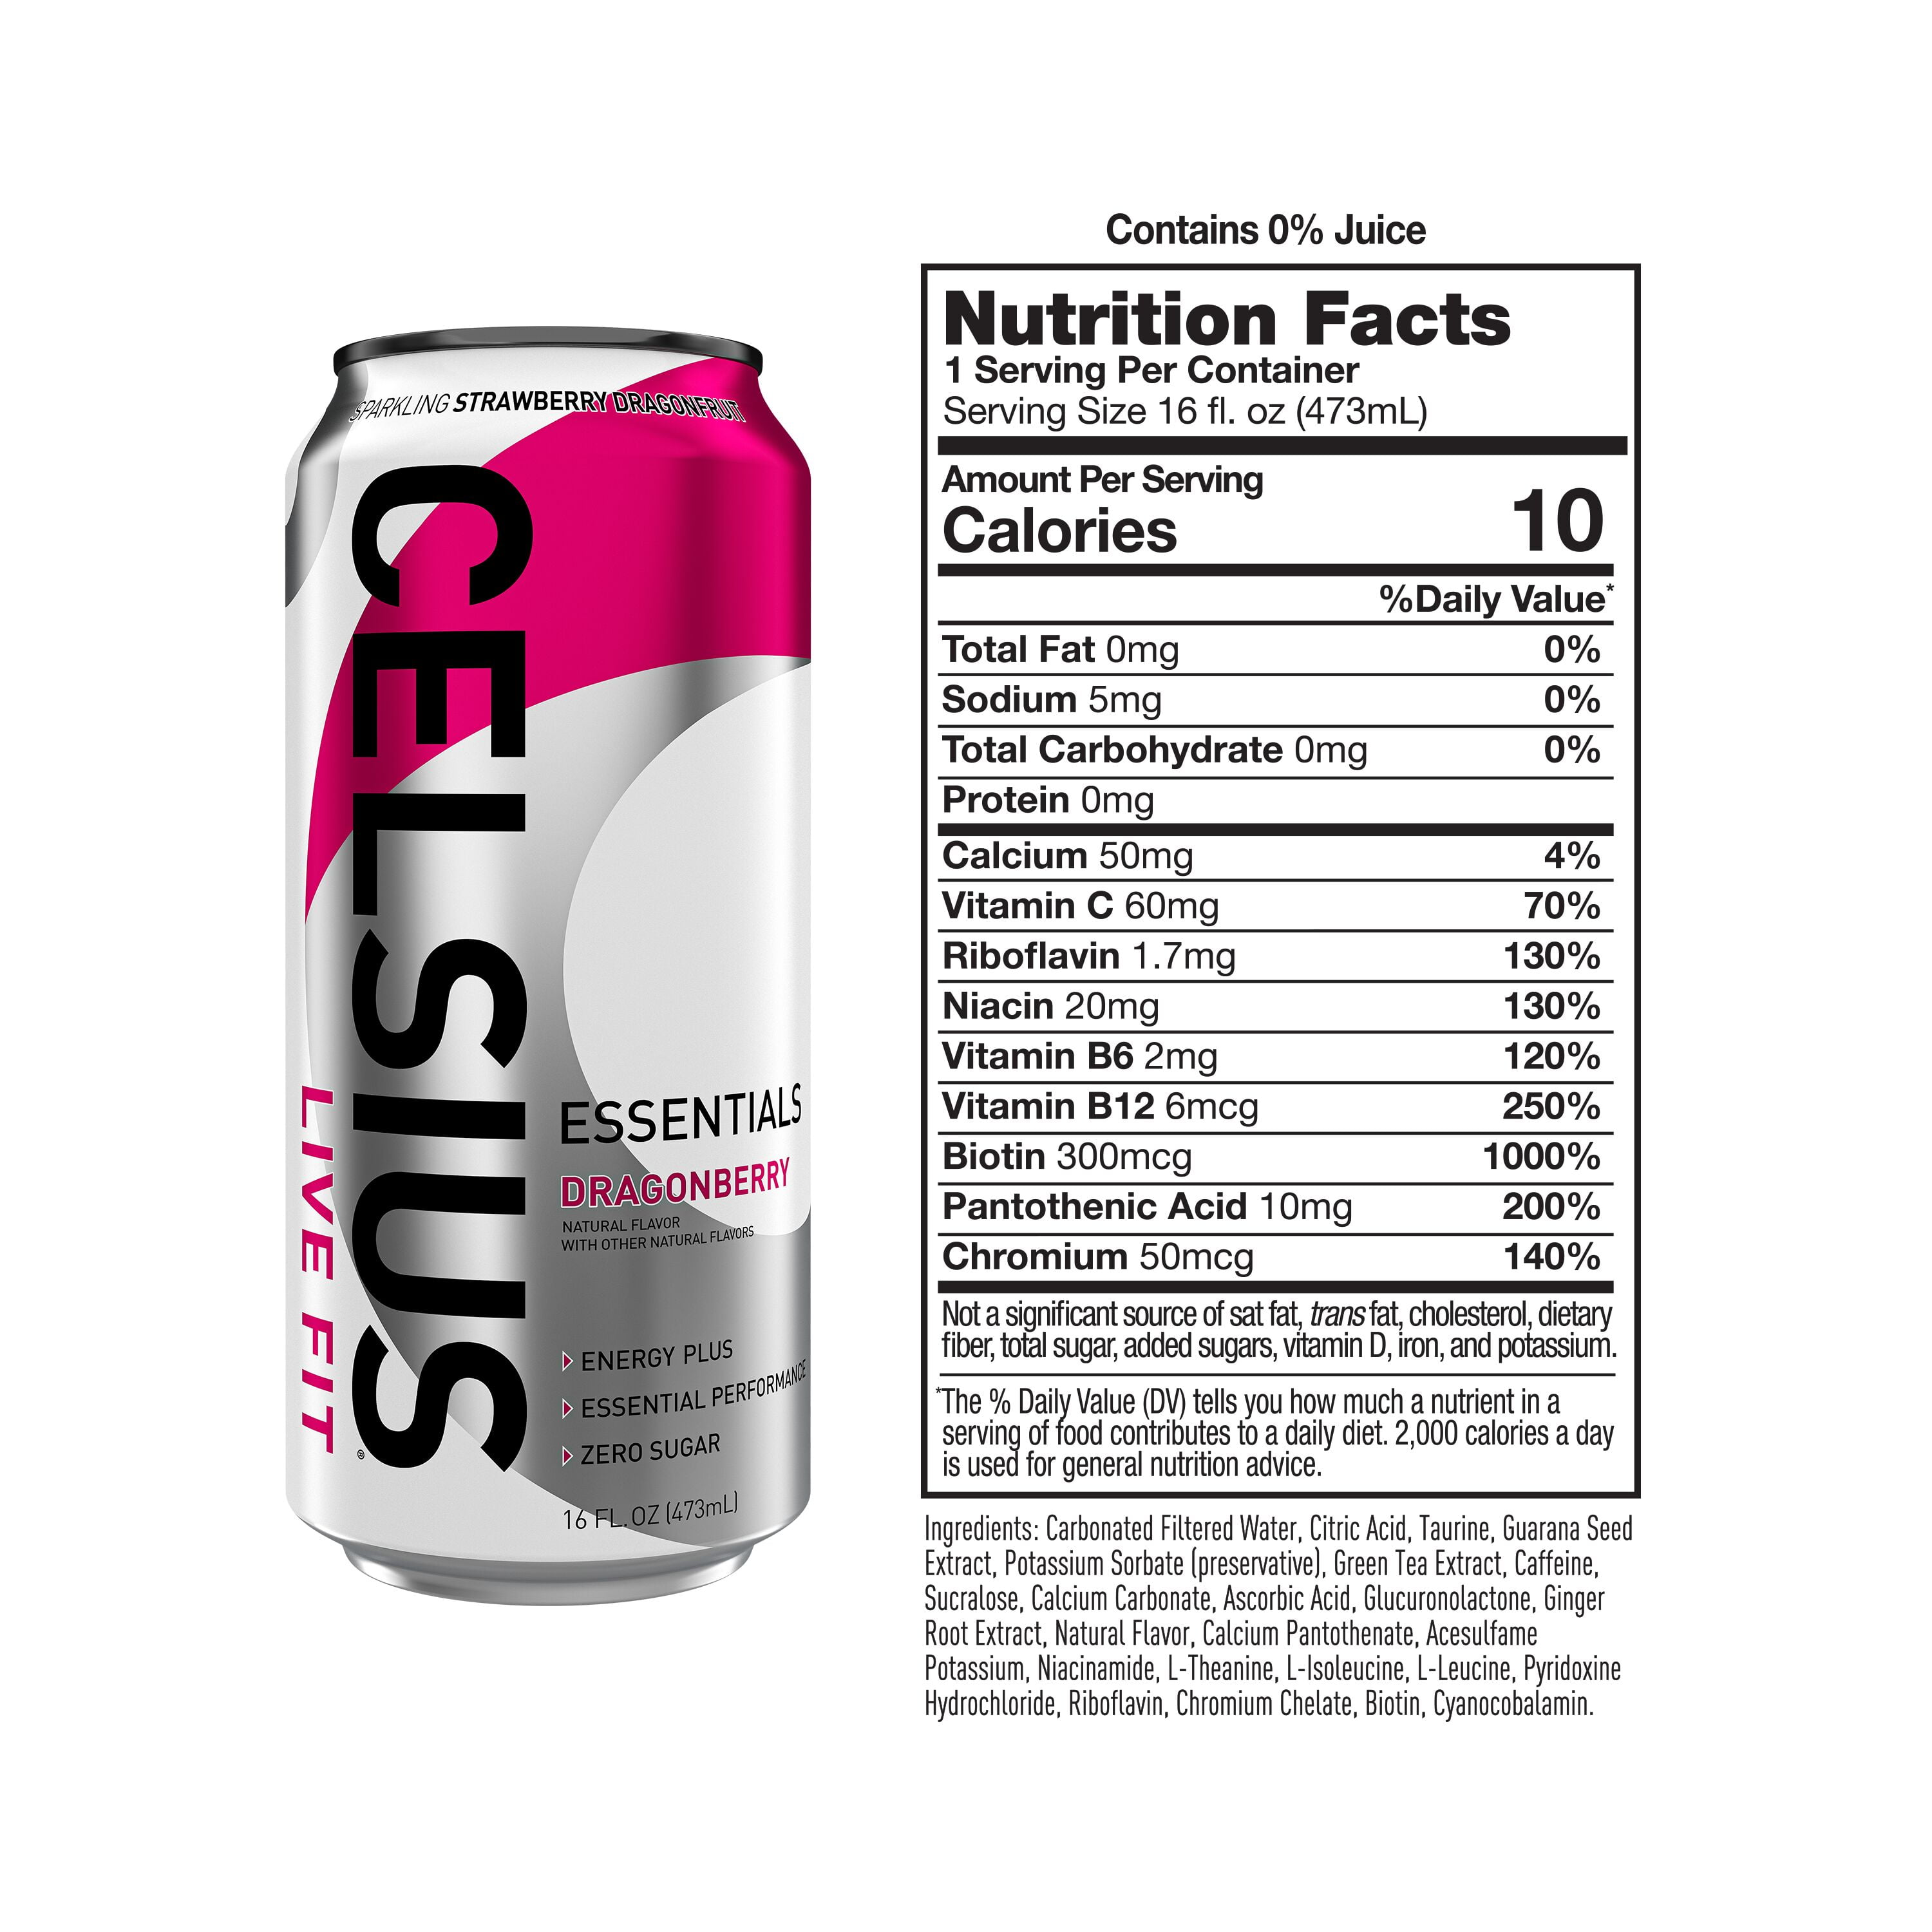 SPARKLING STRAWBERRY DRAGONFRUIT
CELSIUS®
LIVE FIT
ESSENTIALS
DRAGONBERRY
NATURAL FLAVOR
WITH OTHER NATURAL FLAVORS
ENERGY PLUS
ESSENTIAL PERFORMANCE
ZERO SUGAR
16 FL. OZ (473mL)
Contains 0% Juice
Nutrition Facts
1 Serving Per Container
Serving Size 16 fl. oz (473mL)
Amount Per Serving
Calories 10
%Daily Value*
Total Fat 0mg 0%
Sodium 5mg 0%
Total Carbohydrate 0mg 0%
Protein 0mg
Calcium 50mg 4%
Vitamin C 60mg 70%
Riboflavin 1.7mg 130%
Niacin 20mg 130%
Vitamin B6 2mg 120%
Vitamin B12 6mcg 250%
Biotin 300mcg 1000%
Pantothenic Acid 10mg 200%
Chromium 50mcg 140%
Not a significant source of sat fat, trans fat, cholesterol, dietary
fiber, total sugar, added sugars, vitamin D, iron, and potassium.
*The % Daily Value (DV) tells you how much a nutrient in a
serving of food contributes to a daily diet. 2,000 calories a day
is used for general nutrition advice.
Ingredients: Carbonated Filtered Water, Citric Acid, Taurine, Guarana Seed
Extract, Potassium Sorbate (preservative), Green Tea Extract, Caffeine,
Sucralose, Calcium Carbonate, Ascorbic Acid, Glucuronolactone, Ginger
Root Extract, Natural Flavor, Calcium Pantothenate, Acesulfame
Potassium, Niacinamide, L-Theanine, L-Isoleucine, L-Leucine, Pyridoxine
Hydrochloride, Riboflavin, Chromium Chelate, Biotin, Cyanocobalamin.